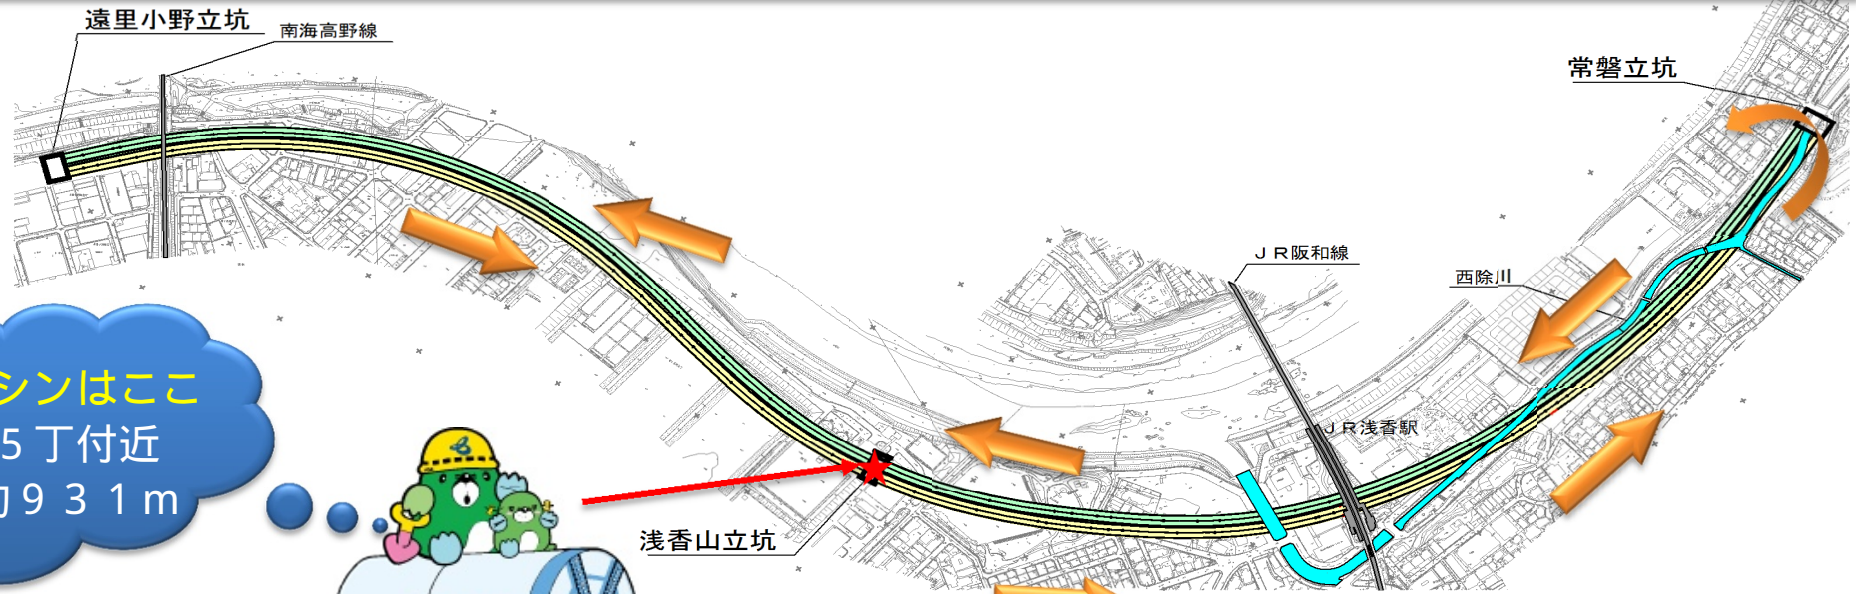 遠里小野立坑
南海高野線
常磐立坑
JR阪和線
西除川
シンはここ
5丁付近
931m
JR浅香駅
浅香山立坑